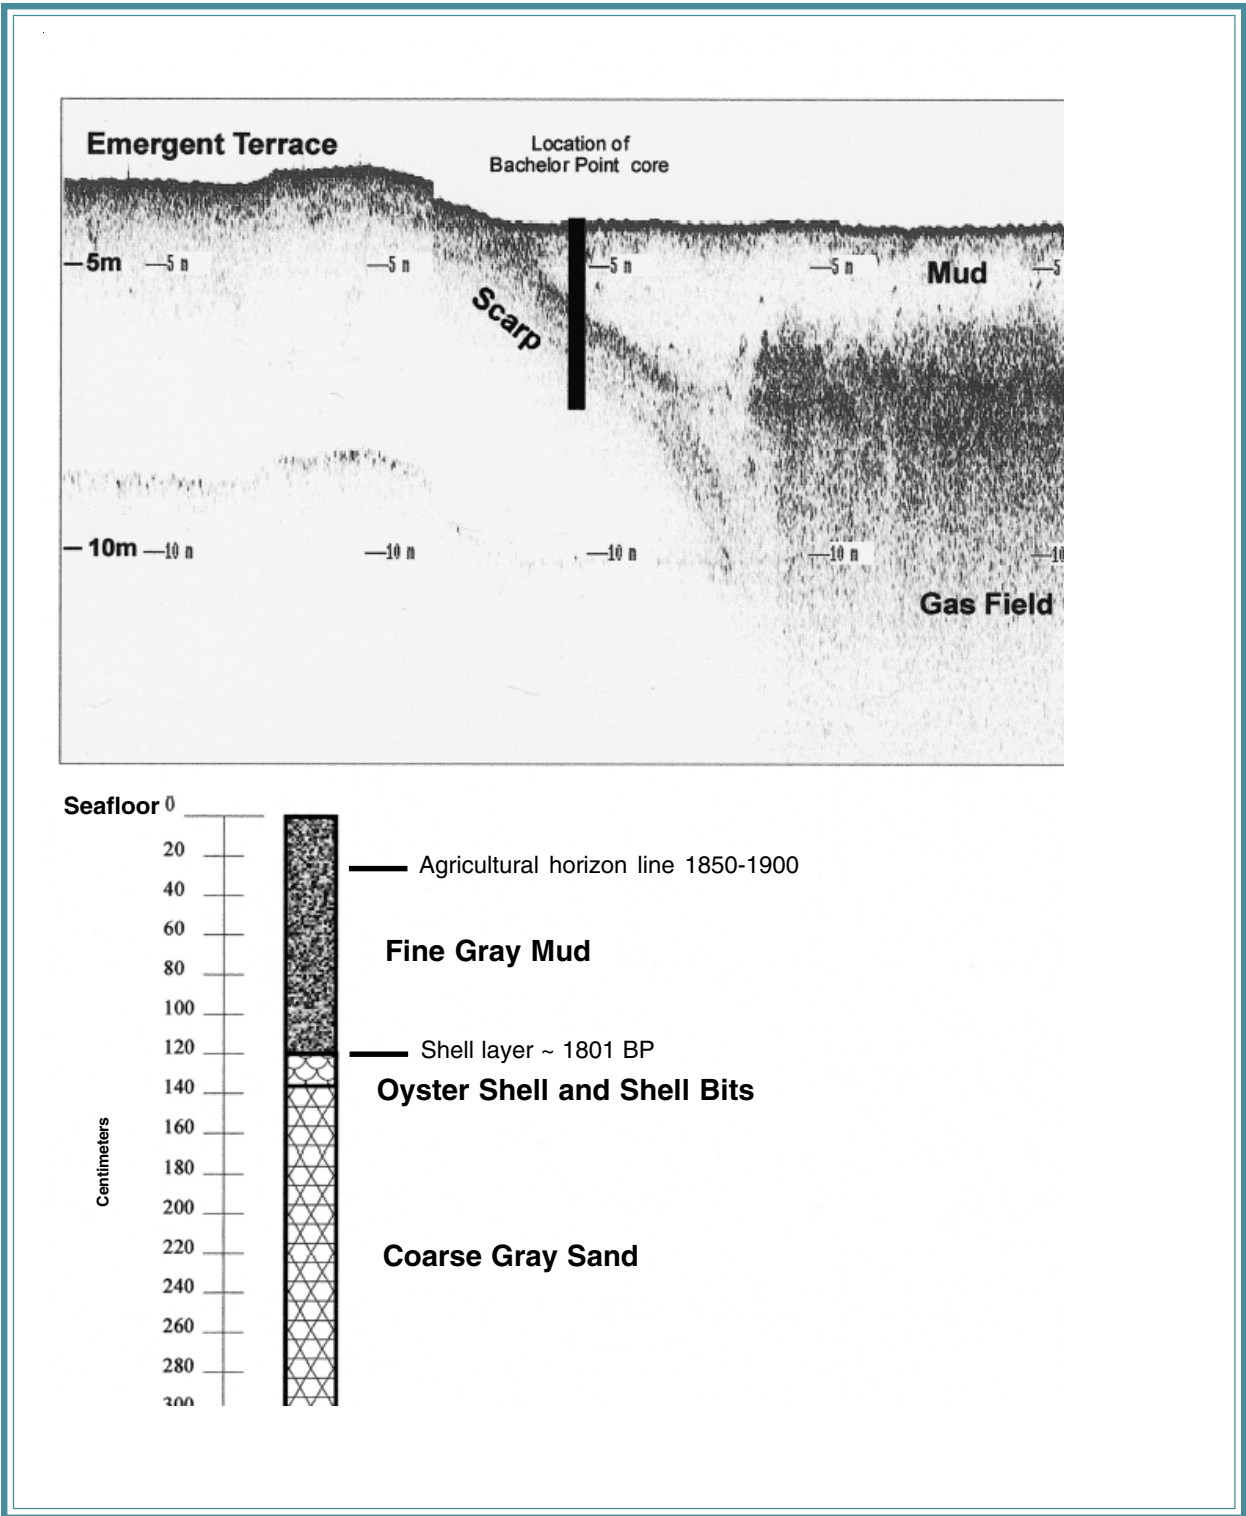 Emergent Terrace
Location of
Bachelor Point core
5m
5 m
5 m
5 m
5 m
5
Mud
Scarp
10m
10 m
10 m
10 m
10 m
10
Gas Field
Seafloor 0
20
Agricultural horizon line 1850-1900
40
60
Fine Gray Mud
80
100
120
Shell layer ~ 1801 BP
Oyster Shell and Shell Bits
140
Centimeters
160
180
200
220
Coarse Gray Sand
240
260
280
300